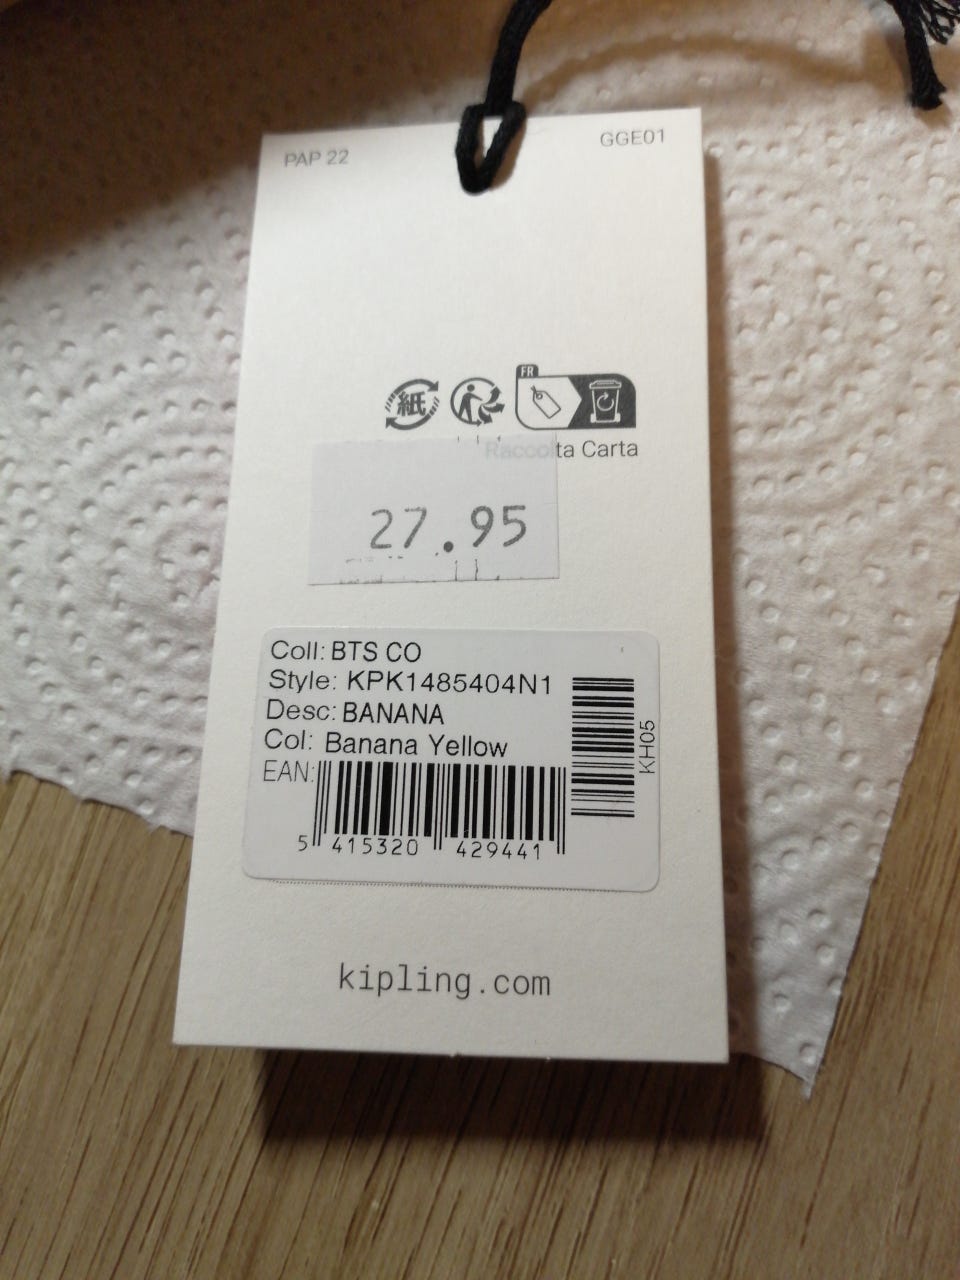 PAP 22
GGE01
紙
FR
Raccolta Carta
27.95
Coll: BTS CO
Style: KPK1485404N1
Desc: BANANA
Col: Banana Yellow
EAN:
5 415320 429441
KH05
kipling.com